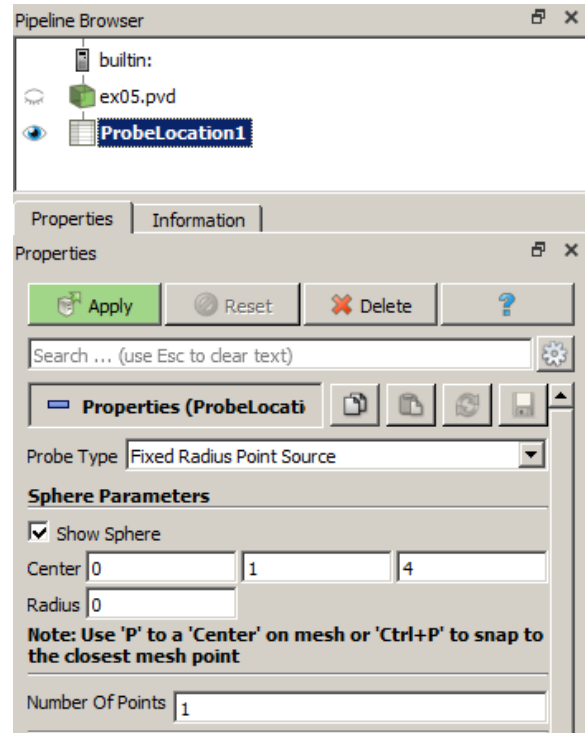 Pipeline Browser
builtin:
ex05.pvd
ProbeLocation1
Properties Information
Properties
Apply Reset Delete ?
Search ... (use Esc to clear text)
Properties (ProbeLocati
Probe Type Fixed Radius Point Source
Sphere Parameters
Show Sphere
Center 0 1 4
Radius 0
Note: Use 'P' to a 'Center' on mesh or 'Ctrl+P' to snap to
the closest mesh point
Number Of Points 1